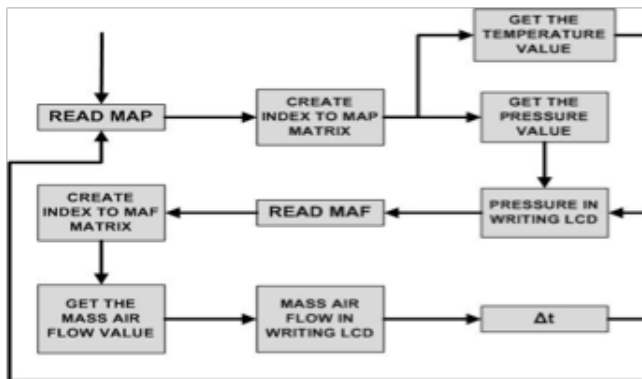 GET THE
TEMPERATURE
VALUE
READ MAP
CREATE
INDEX TO MAP
MATRIX
GET THE
PRESSURE
VALUE
CREATE
INDEX TO MAF
MATRIX
READ MAF
PRESSURE IN
WRITING LCD
GET THE
MASS AIR
FLOW VALUE
MASS AIR
FLOW IN
WRITING LCD
Δt